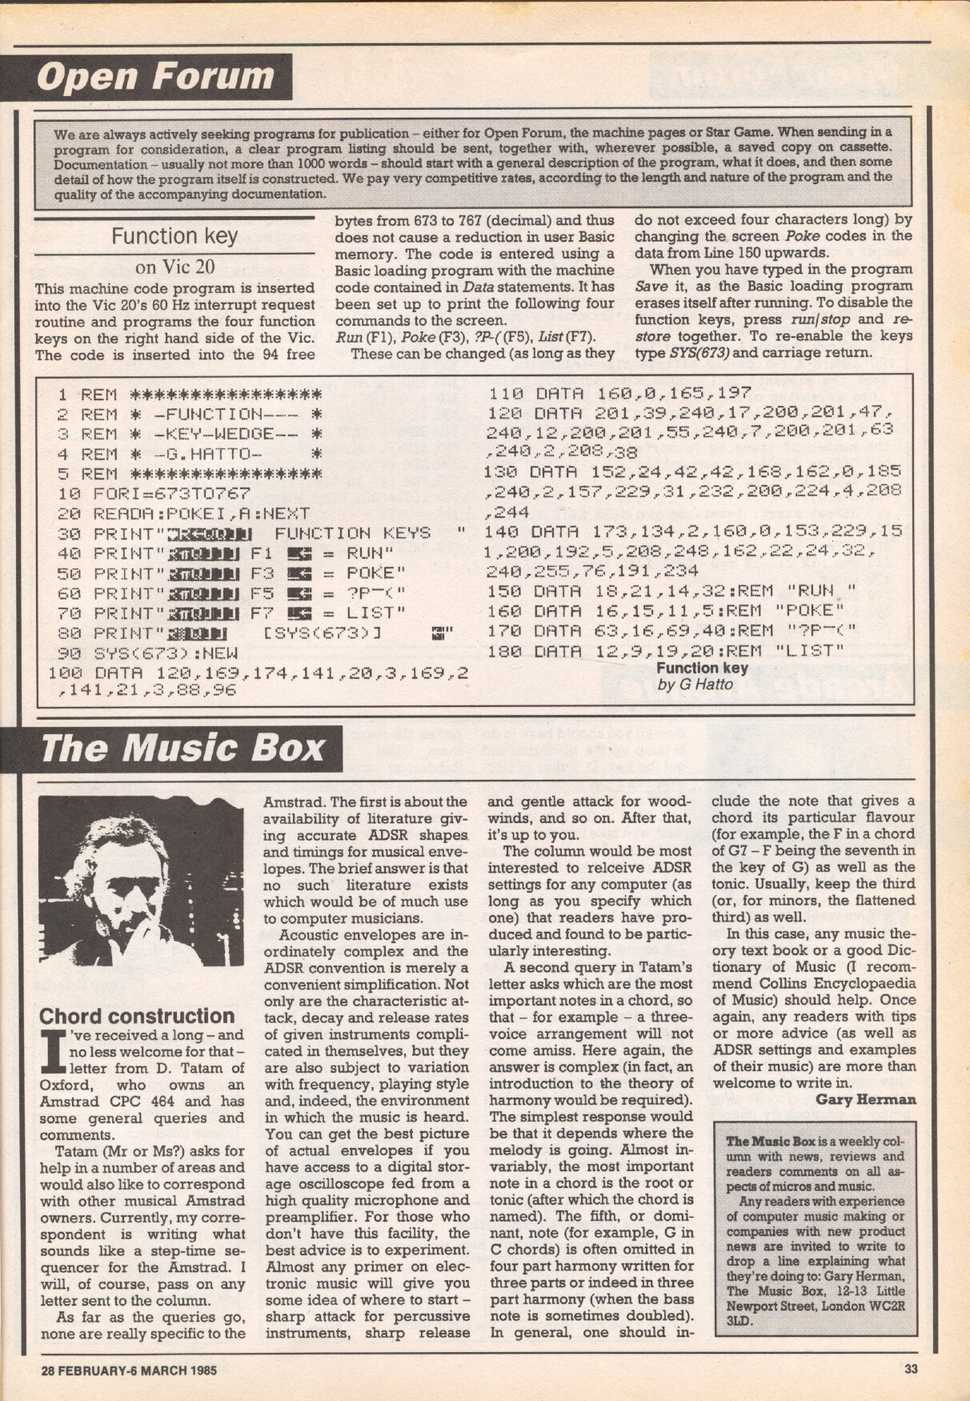 Open Forum
We are always actively seeking programs for publication – either for Open Forum, the machine pages or Star Game. When sending in a
program for consideration, a clear program listing should be sent, together with, wherever possible, a saved copy on cassette.
Documentation – usually not more than 1000 words – should start with a general description of the program, what it does, and then some
detail of how the program itself is constructed. We pay very competitive rates, according to the length and nature of the program and the
quality of the accompanying documentation.
Function key
on Vic 20
This machine code program is inserted
into the Vic 20's 60 Hz interrupt request
routine and programs the four function
keys on the right hand side of the Vic.
The code is inserted into the 94 free
bytes from 673 to 767 (decimal) and thus
does not cause a reduction in user Basic
memory. The code is entered using a
Basic loading program with the machine
code contained in Data statements. It has
been set up to print the following four
commands to the screen.
Run (F1), Poke (F3), ?P-( (F5), List (F7).
These can be changed (as long as they
do not exceed four characters long) by
changing the screen Poke codes in the
data from Line 150 upwards.
When you have typed in the program
Save it, as the Basic loading program
erases itself after running. To disable the
function keys, press run/stop and re-
store together. To re-enable the keys
type SYS(673) and carriage return.
1 REM ****************
2 REM * -FUNCTION--- *
3 REM * -KEY-WEDGE-- *
4 REM * -G.HATTO- *
5 REM ****************
10 FORI=673TO767
20 READA:POKEI,A:NEXT
30 PRINT" FUNCTION KEYS "
40 PRINT" F1 = RUN"
50 PRINT" F3 = POKE"
60 PRINT" F5 = ?P-("
70 PRINT" F7 = LIST"
80 PRINT" [SYS(673)] "
90 SYS(673):NEW
100 DATA 120,169,174,141,20,3,169,2
,141,21,3,88,96
110 DATA 160,0,165,197
120 DATA 201,39,240,17,200,201,47,
240,12,200,201,55,240,7,200,201,63
,240,2,208,38
130 DATA 152,24,42,42,168,162,0,185
,240,2,157,229,31,232,200,224,4,208
,244
140 DATA 173,134,2,160,0,153,229,15
1,200,192,5,208,248,162,22,24,32,
240,255,76,191,234
150 DATA 18,21,14,32:REM "RUN "
160 DATA 16,15,11,5:REM "POKE"
170 DATA 63,16,69,40:REM "?P-("
180 DATA 12,9,19,20:REM "LIST"
Function key
by G Hatto
The Music Box
Chord construction
I've received a long – and
no less welcome for that –
letter from D. Tatam of
Oxford, who owns an
Amstrad CPC 464 and has
some general queries and
comments.
Tatam (Mr or Ms?) asks for
help in a number of areas and
would also like to correspond
with other musical Amstrad
owners. Currently, my corre-
spondent is writing what
sounds like a step-time se-
quencer for the Amstrad. I
will, of course, pass on any
letter sent to the column.
As far as the queries go,
none are really specific to the
Amstrad. The first is about the
availability of literature giv-
ing accurate ADSR shapes
and timings for musical enve-
lopes. The brief answer is that
no such literature exists
which would be of much use
to computer musicians.
Acoustic envelopes are in-
ordinately complex and the
ADSR convention is merely a
convenient simplification. Not
only are the characteristic at-
tack, decay and release rates
of given instruments compli-
cated in themselves, but they
are also subject to variation
with frequency, playing style
and, indeed, the environment
in which the music is heard.
You can get the best picture
of actual envelopes if you
have access to a digital stor-
age oscilloscope fed from a
high quality microphone and
preamplifier. For those who
don't have this facility, the
best advice is to experiment.
Almost any primer on elec-
tronic music will give you
some idea of where to start –
sharp attack for percussive
instruments, sharp release
and gentle attack for wood-
winds, and so on. After that,
it's up to you.
The column would be most
interested to relceive ADSR
settings for any computer (as
long as you specify which
one) that readers have pro-
duced and found to be partic-
ularly interesting.
A second query in Tatam's
letter asks which are the most
important notes in a chord, so
that – for example – a three-
voice arrangement will not
come amiss. Here again, the
answer is complex (in fact, an
introduction to the theory of
harmony would be required).
The simplest response would
be that it depends where the
melody is going. Almost in-
variably, the most important
note in a chord is the root or
tonic (after which the chord is
named). The fifth, or domi-
nant, note (for example, G in
C chords) is often omitted in
four part harmony written for
three parts or indeed in three
part harmony (when the bass
note is sometimes doubled).
In general, one should in-
clude the note that gives a
chord its particular flavour
(for example, the F in a chord
of G7 – F being the seventh in
the key of G) as well as the
tonic. Usually, keep the third
(or, for minors, the flattened
third) as well.
In this case, any music the-
ory text book or a good Dic-
tionary of Music (I recom-
mend Collins Encyclopaedia
of Music) should help. Once
again, any readers with tips
or more advice (as well as
ADSR settings and examples
of their music) are more than
welcome to write in.
Gary Herman
The Music Box is a weekly col-
umn with news, reviews and
readers comments on all as-
pects of micros and music.
Any readers with experience
of computer music making or
companies with new product
news are invited to write to
drop a line explaining what
they're doing to: Gary Herman,
The Music Box, 12-13 Little
Newport Street, London WC2R
3LD.
28 FEBRUARY-6 MARCH 1985
33